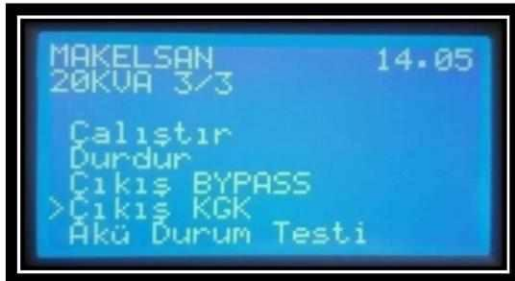 MAKELSAN 14.05
20KVA 3/3
Çalıştır
Durdur
Çıkış BYPASS
>Çıkış KGK
Akü Durum Testi